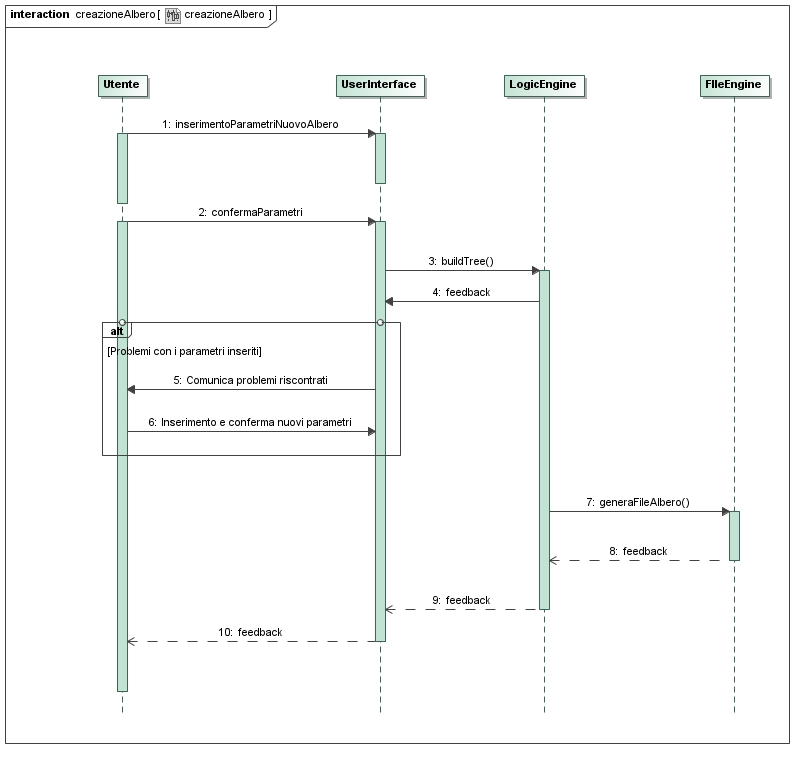 interaction creazioneAlbero [ creazioneAlbero ]
Utente
UserInterface
LogicEngine
FIleEngine
1: inserimentoParametriNuovoAlbero
2: confermaParametri
3: buildTree()
4: feedback
alt
[Problemi con i parametri inseriti]
5: Comunica problemi riscontrati
6: Inserimento e conferma nuovi parametri
7: generaFileAlbero()
8: feedback
9: feedback
10: feedback